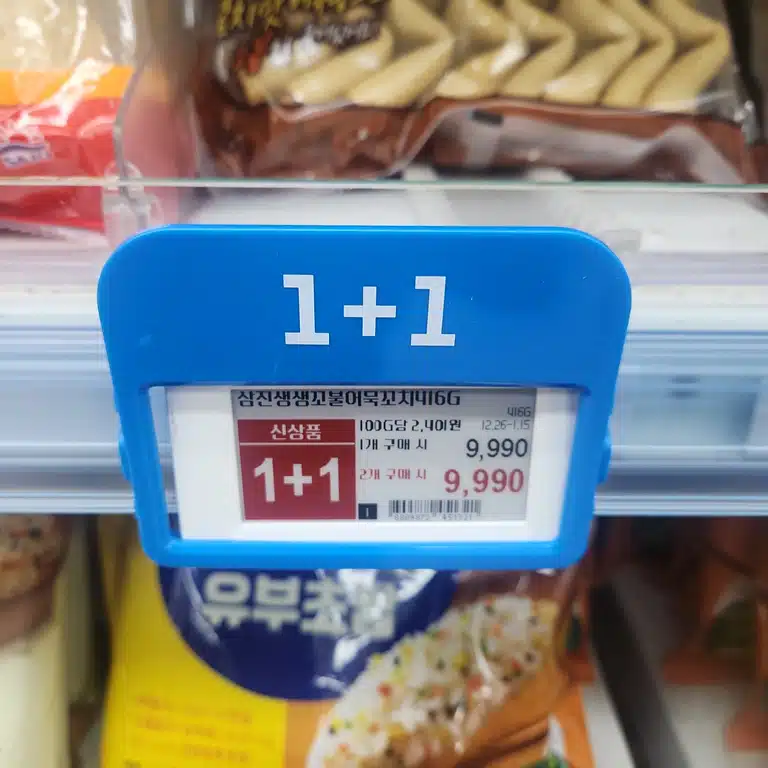 1+1
삼진생생꼬불어묵꼬치416G
416G
신상품
100G당 2,401원
12.26-1.15
1개 구매 시
9,990
1+1
2개 구매 시
9,990
1
유부초밥